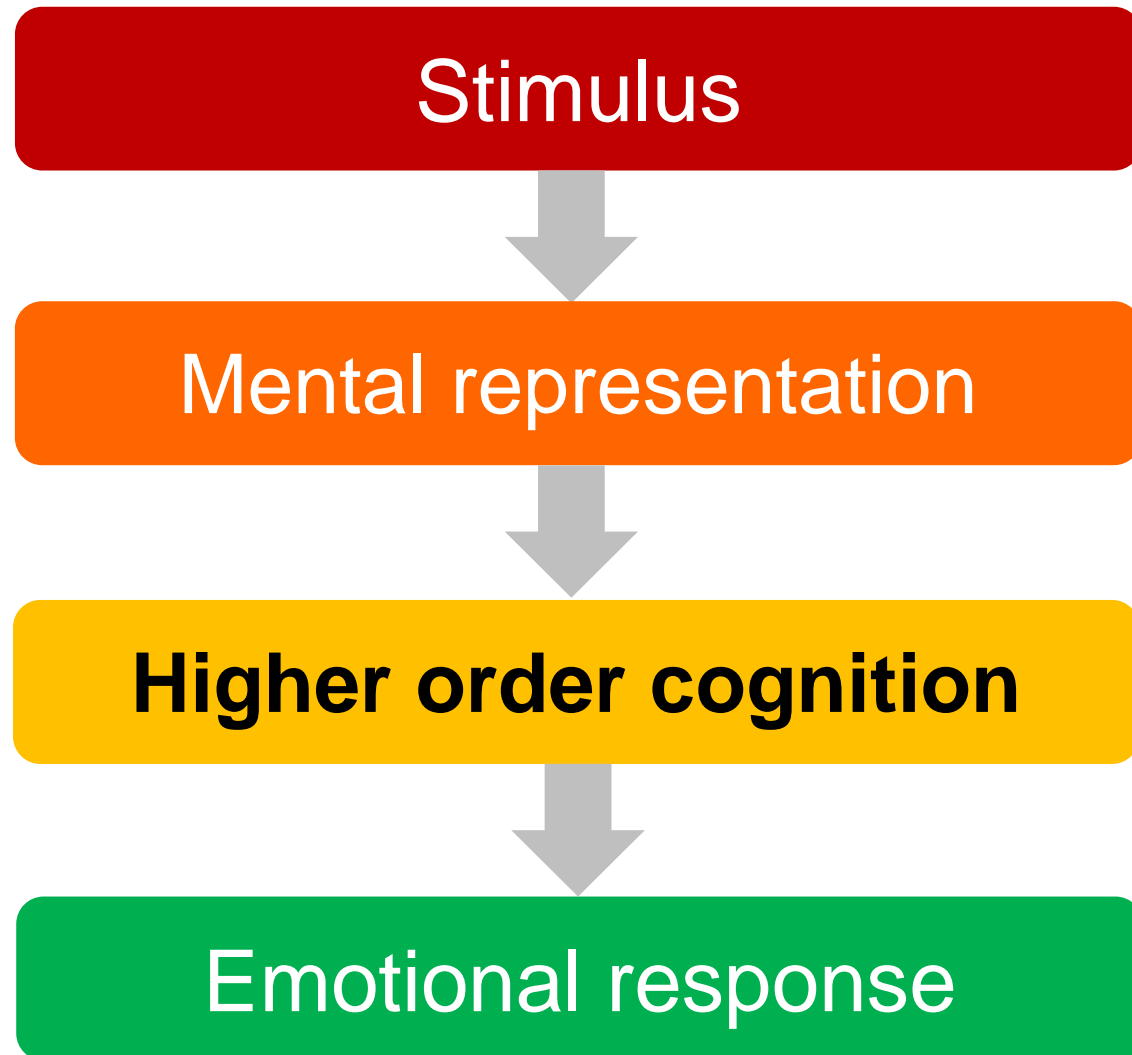 Stimulus
Mental representation
Higher order cognition
Emotional response